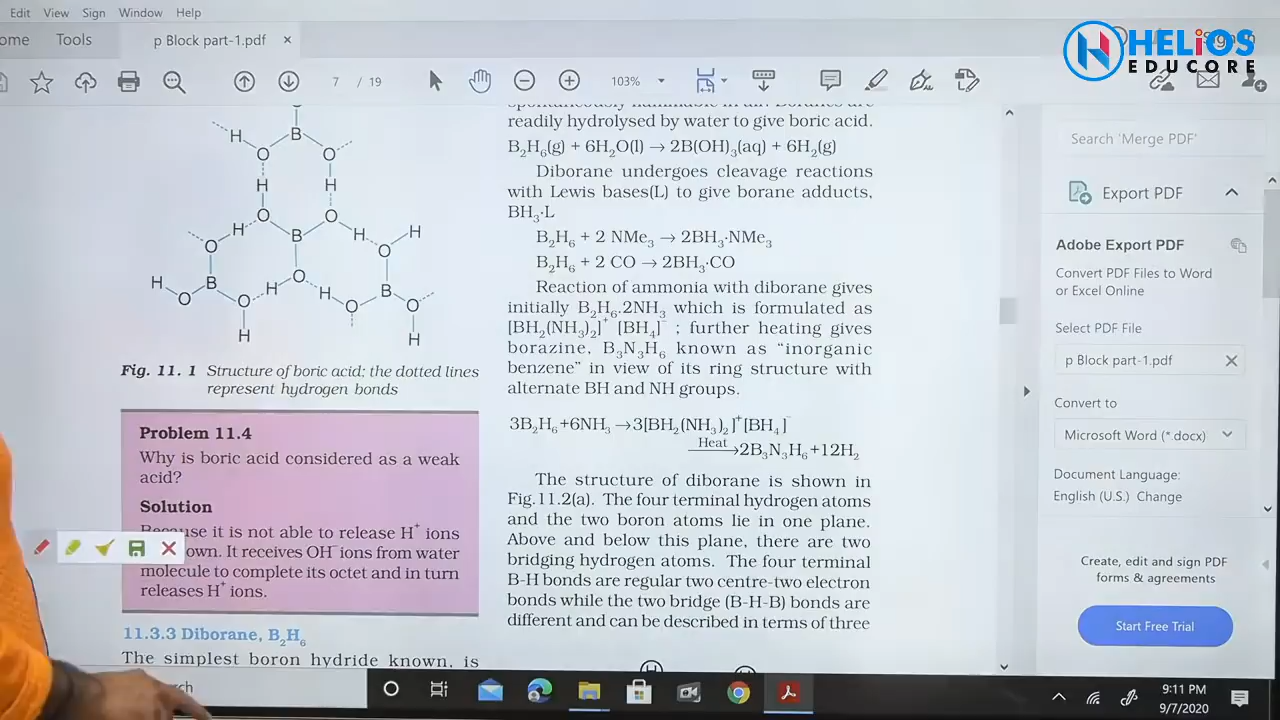 Edit View Sign Window Help
HELiOS
EDUCORE
ome Tools p Block part-1.pdf ×
7 / 19 103%
H B
O O
H H
O O
H B H H
O O
H B O B
O O H H O O
H H
Fig. 11. 1 Structure of boric acid; the dotted lines
represent hydrogen bonds
Problem 11.4
Why is boric acid considered as a weak
acid?
Solution
use it is not able to release H⁺ ions
own. It receives OH⁻ ions from water
molecule to complete its octet and in turn
releases H⁺ ions.
11.3.3 Diborane, B₂H₆
The simplest boron hydride known, is
spontaneously flammable in air. Boranes are
readily hydrolysed by water to give boric acid.
B₂H₆(g) + 6H₂O(l) → 2B(OH)₃(aq) + 6H₂(g)
Diborane undergoes cleavage reactions
with Lewis bases(L) to give borane adducts,
BH₃·L
B₂H₆ + 2 NMe₃ → 2BH₃·NMe₃
B₂H₆ + 2 CO → 2BH₃·CO
Reaction of ammonia with diborane gives
initially B₂H₆.2NH₃ which is formulated as
[BH₂(NH₃)₂]⁺ [BH₄]⁻ ; further heating gives
borazine, B₃N₃H₆ known as “inorganic
benzene” in view of its ring structure with
alternate BH and NH groups.
3B₂H₆+6NH₃→3[BH₂(NH₃)₂]⁺[BH₄]⁻
Heat
→2B₃N₃H₆+12H₂
The structure of diborane is shown in
Fig.11.2(a). The four terminal hydrogen atoms
and the two boron atoms lie in one plane.
Above and below this plane, there are two
bridging hydrogen atoms. The four terminal
B-H bonds are regular two centre-two electron
bonds while the two bridge (B-H-B) bonds are
different and can be described in terms of three
H H
Search 'Merge PDF'
Export PDF
Adobe Export PDF
Convert PDF Files to Word
or Excel Online
Select PDF File
p Block part-1.pdf
Convert to
Microsoft Word (*.docx)
Document Language:
English (U.S.) Change
Create, edit and sign PDF
forms & agreements
Start Free Trial
rch
9:11 PM
9/7/2020